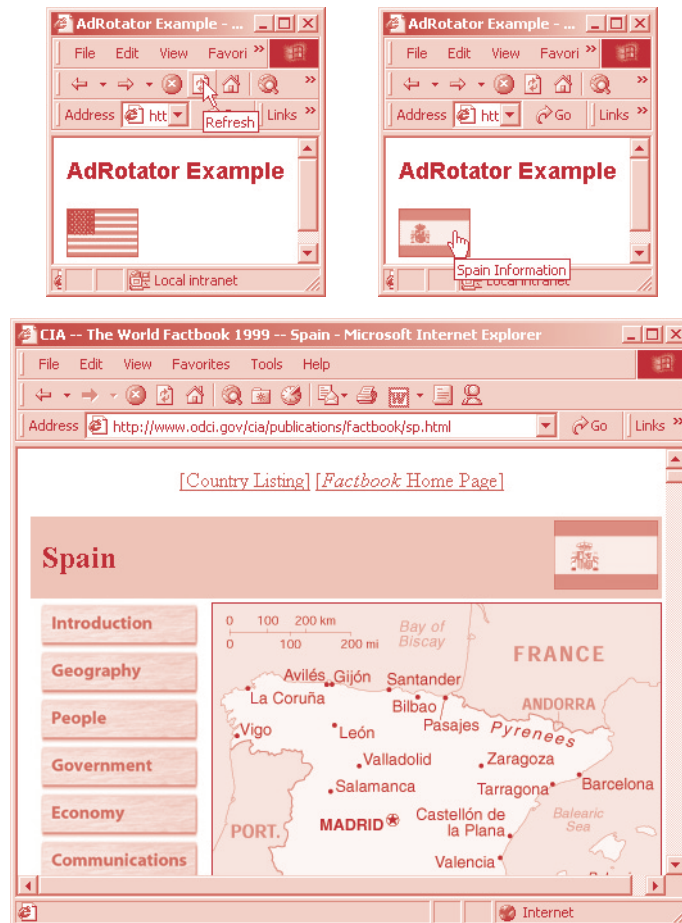 AdRotator Example - ...
File Edit View Favori »
»
Address htt Links »
Refresh
AdRotator Example
Local intranet
AdRotator Example - ...
File Edit View Favori »
»
Address htt Go Links »
AdRotator Example
Spain Information
Local intranet
CIA -- The World Factbook 1999 -- Spain - Microsoft Internet Explorer
File Edit View Favorites Tools Help
Address http://www.odci.gov/cia/publications/factbook/sp.html Go Links »
[Country Listing] [Factbook Home Page]
Spain
Introduction
Geography
People
Government
Economy
Communications
0 100 200 km
0 100 200 mi
Bay of
Biscay
FRANCE
Avilés Gijón Santander
La Coruña Bilbao ANDORRA
Vigo León Pasajes Pyrenees
Valladolid Zaragoza
Salamanca Tarragona Barcelona
PORT. MADRID Castellón de
la Plana
Balearic
Sea
Valencia
Internet